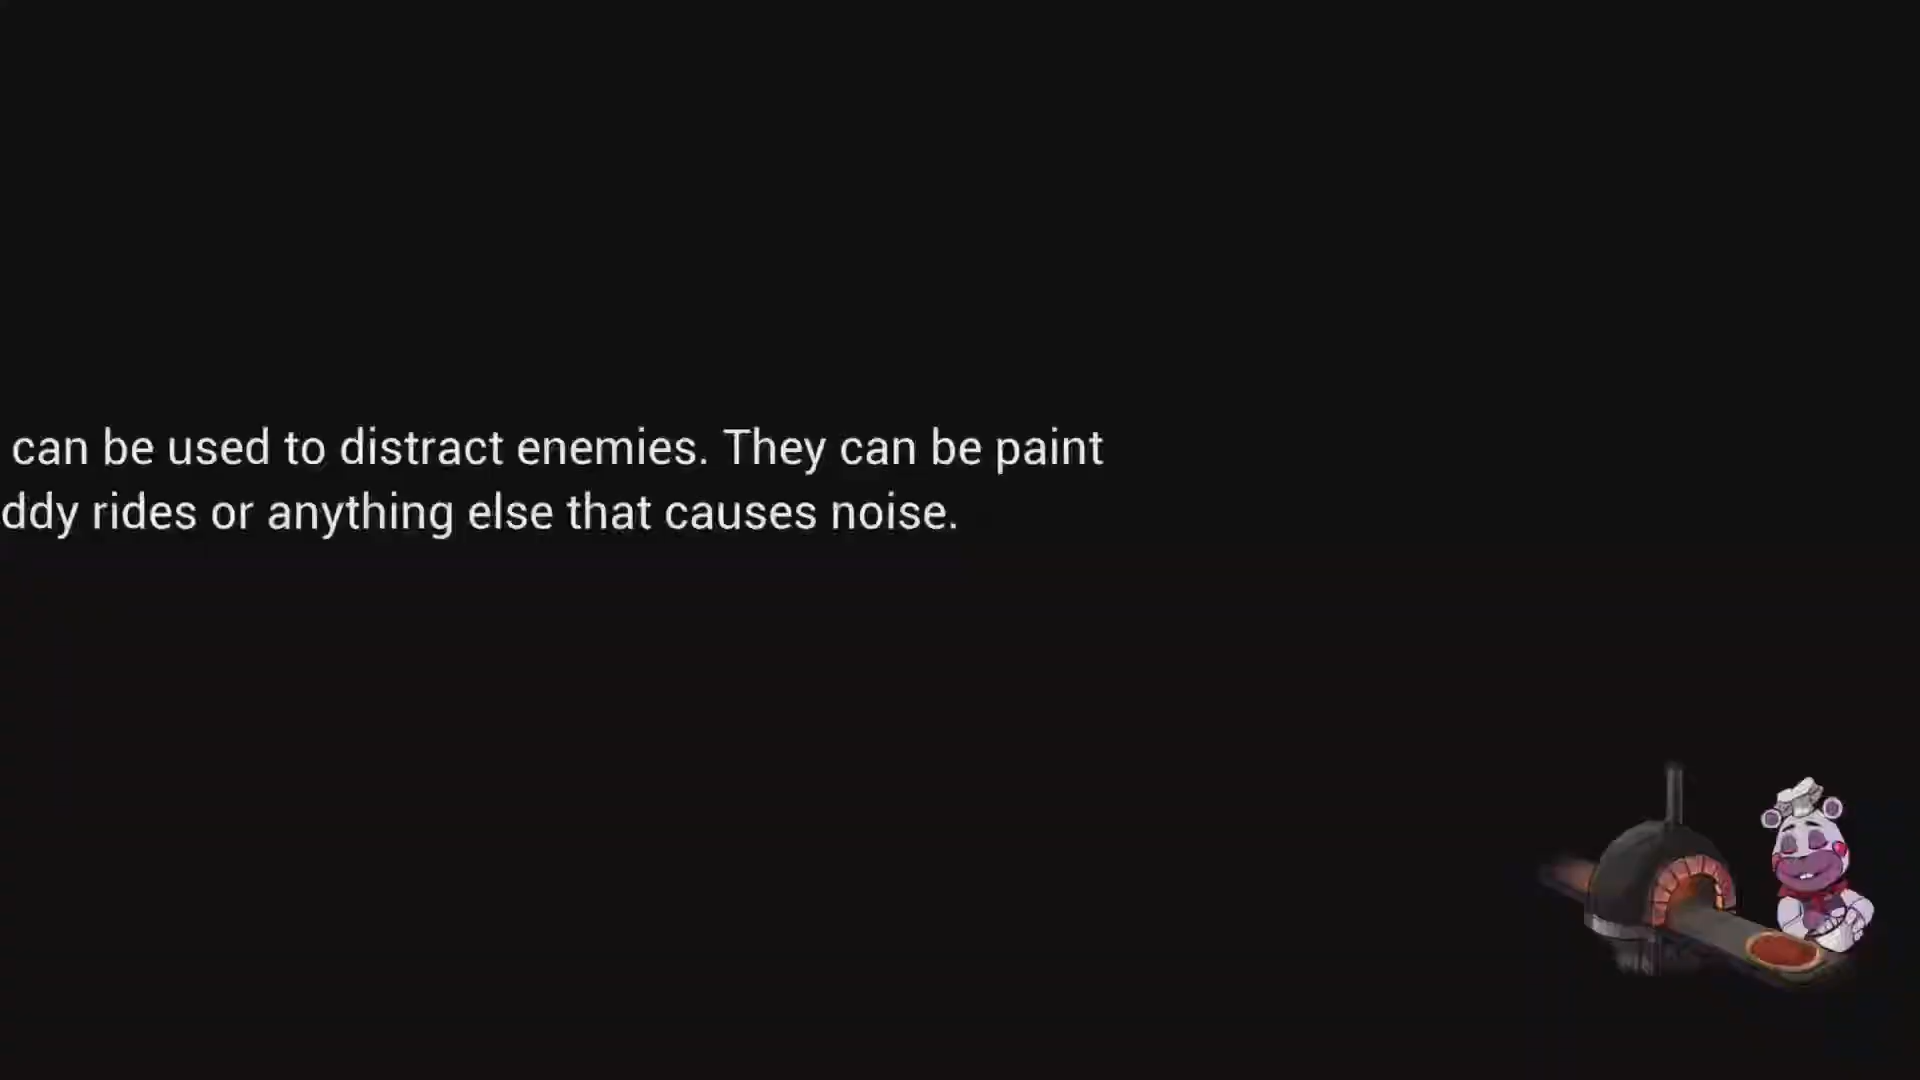 can be used to distract enemies. They can be paint
ddy rides or anything else that causes noise.